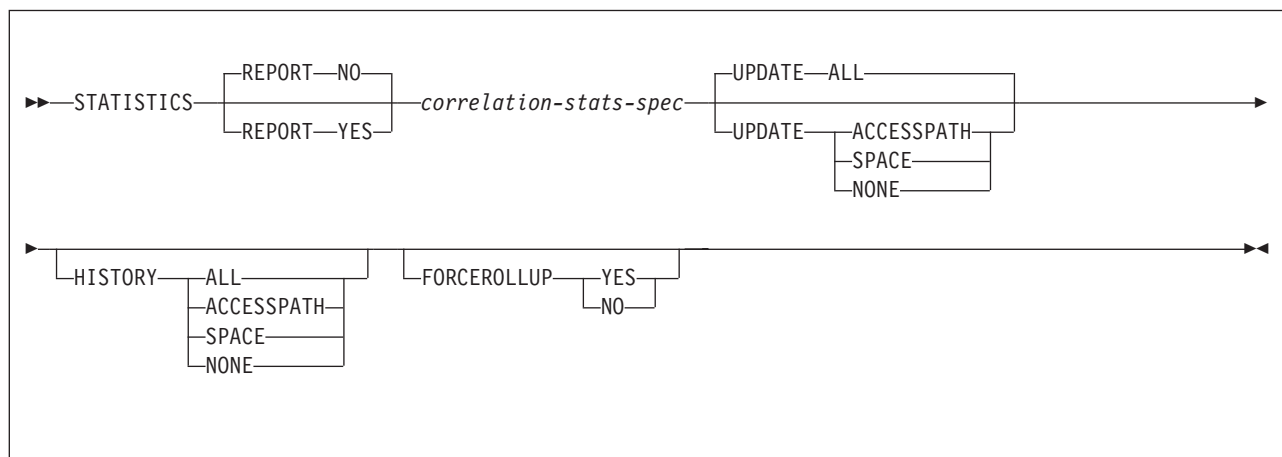 REPORT NO
UPDATE ALL
STATISTICS correlation-stats-spec
REPORT YES
UPDATE ACCESSPATH
SPACE
NONE
HISTORY ALL
ACCESSPATH
SPACE
NONE
FORCEROLLUP YES
NO